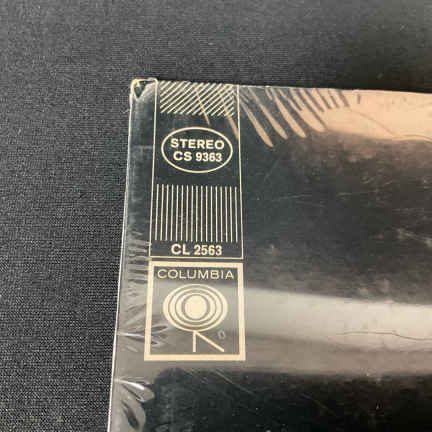 STEREO
CS 9363
CL 2563
COLUMBIA